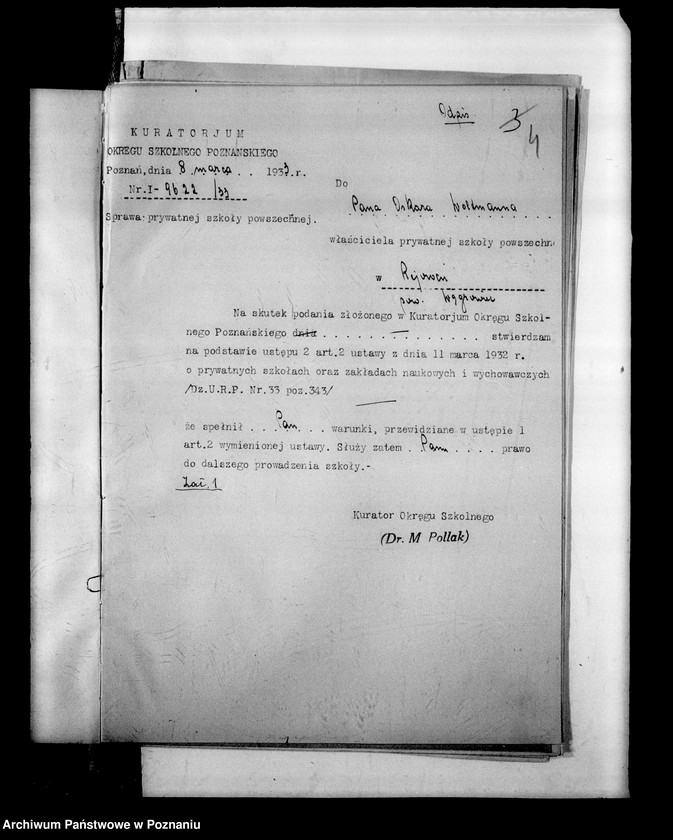 Odpis
3
4
KURATORJUM
OKRĘGU SZKOLNEGO POZNAŃSKIEGO
Poznań, dnia 8 marca . . 1933.r.
Nr.I- 9622 /33
Do
Pana Oskara
Sprawa: prywatnej szkoły powszechnej.
właściciela prywatnej szkoły powszechn
w
pow. Wągrowiec
Na skutek podania złożonego w Kuratorjum Okręgu Szkol-
nego Poznańskiego dnia . . . . . . . . . . . . . . . stwierdzam
na podstawie ustępu 2 art.2 ustawy z dnia 11 marca 1932 r.
o prywatnych szkołach oraz zakładach naukowych i wychowawczych
/Dz.U.R.P. Nr.33 poz.343/
że spełnił . . . Pan . . . warunki, przewidziane w ustępie 1
art.2 wymienionej ustawy. Służy zatem . Panu . . . . prawo
do dalszego prowadzenia szkoły.-
Zał. 1
Kurator Okręgu Szkolnego
(Dr. M Pollak)
Archiwum Państwowe w Poznaniu